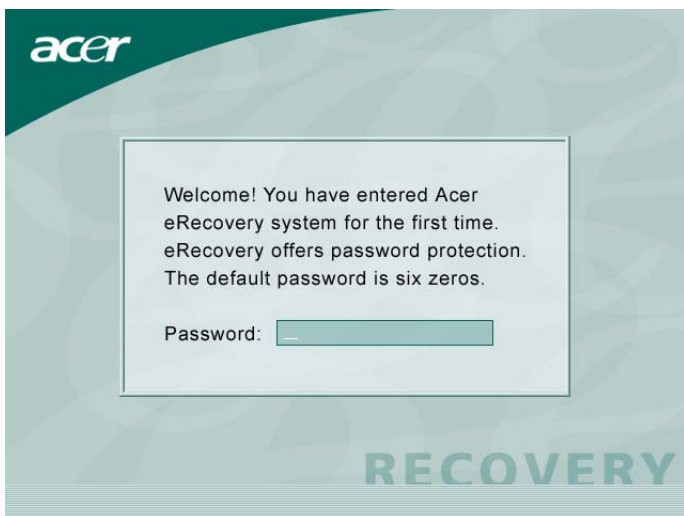 acer
Welcome! You have entered Acer
eRecovery system for the first time.
eRecovery offers password protection.
The default password is six zeros.
Password: _
RECOVERY